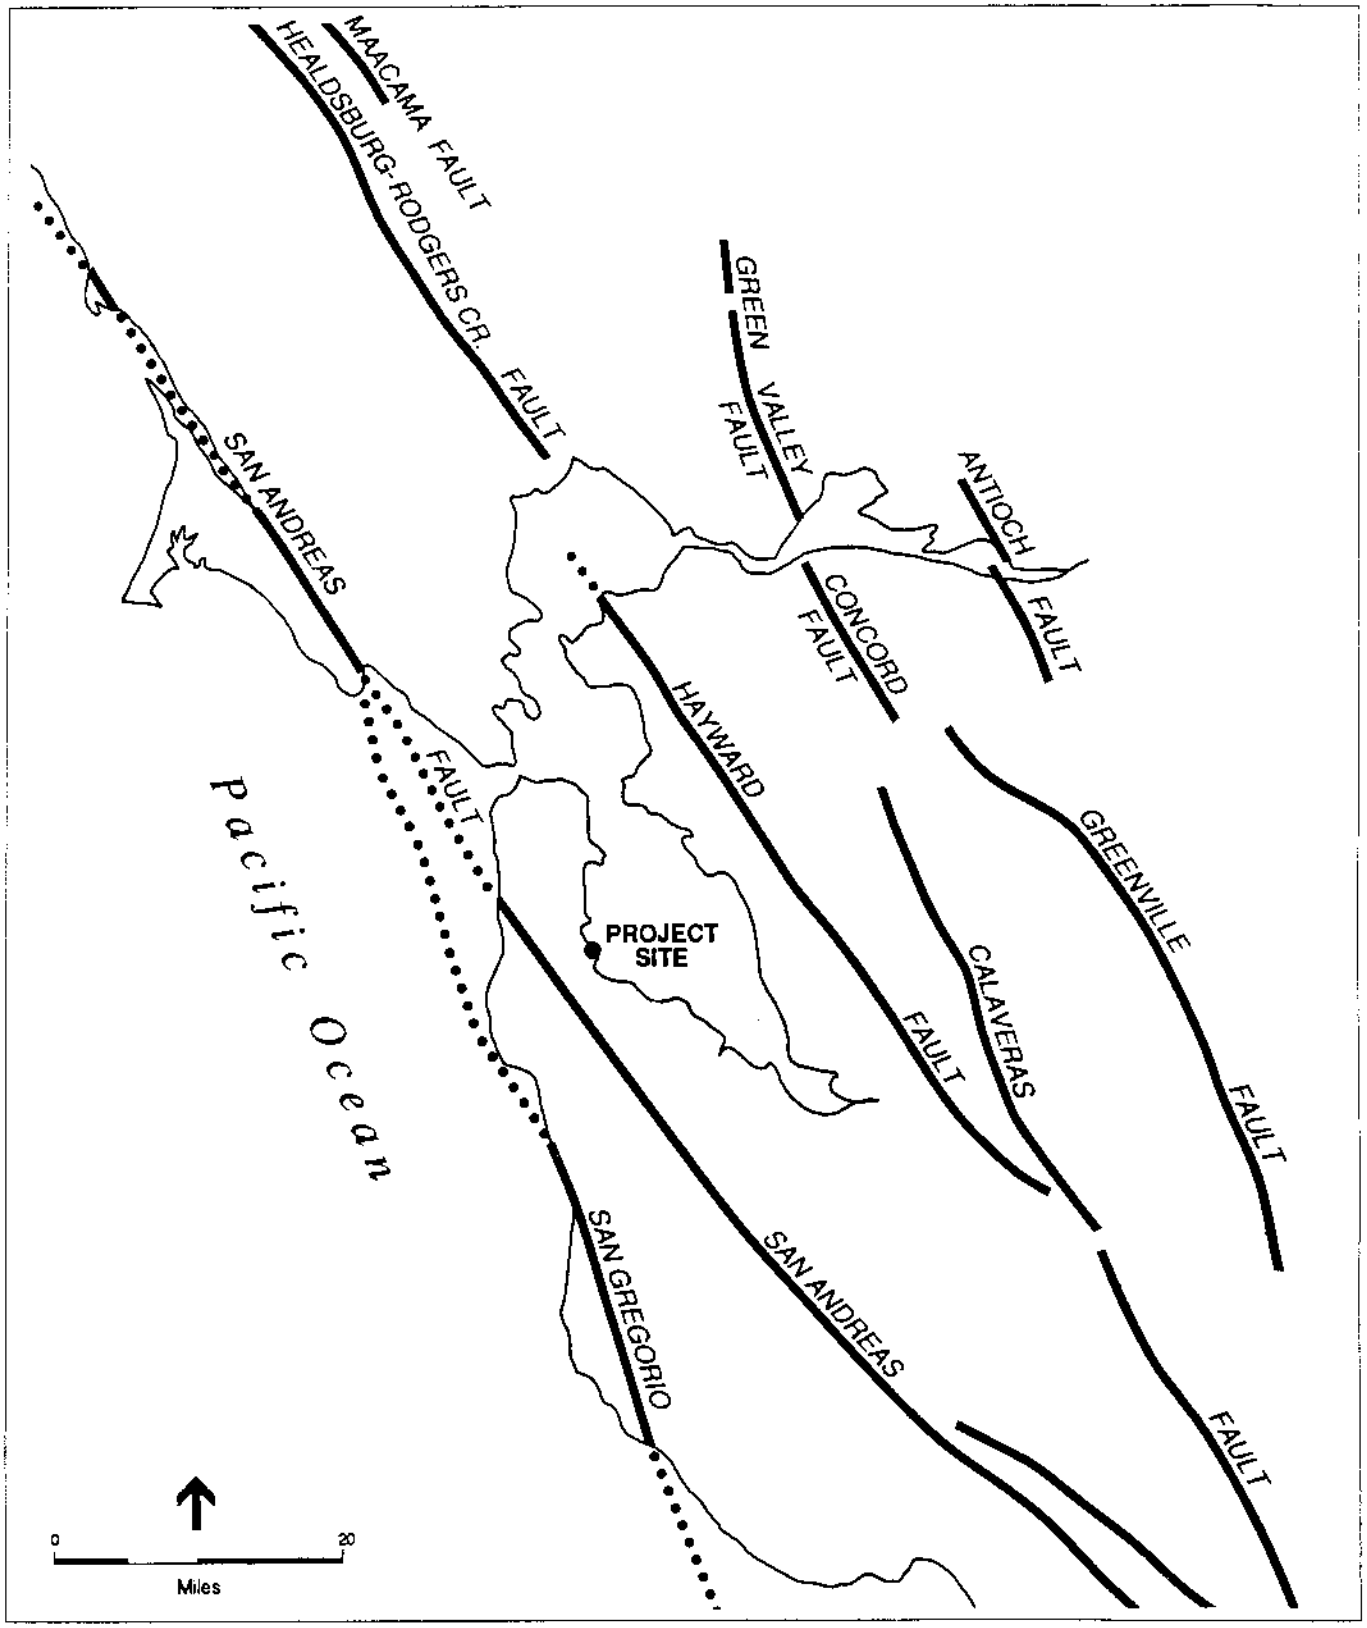 MAACAMA FAULT
HEALDSBURG-RODGERS CR. FAULT
GREEN VALLEY
FAULT
SAN ANDREAS
FAULT
ANTIOCH
FAULT
CONCORD
FAULT
HAYWARD
FAULT
GREENVILLE
FAULT
PROJECT
SITE
CALAVERAS
FAULT
Pacific Ocean
SAN GREGORIO
SAN ANDREAS
0 20
Miles